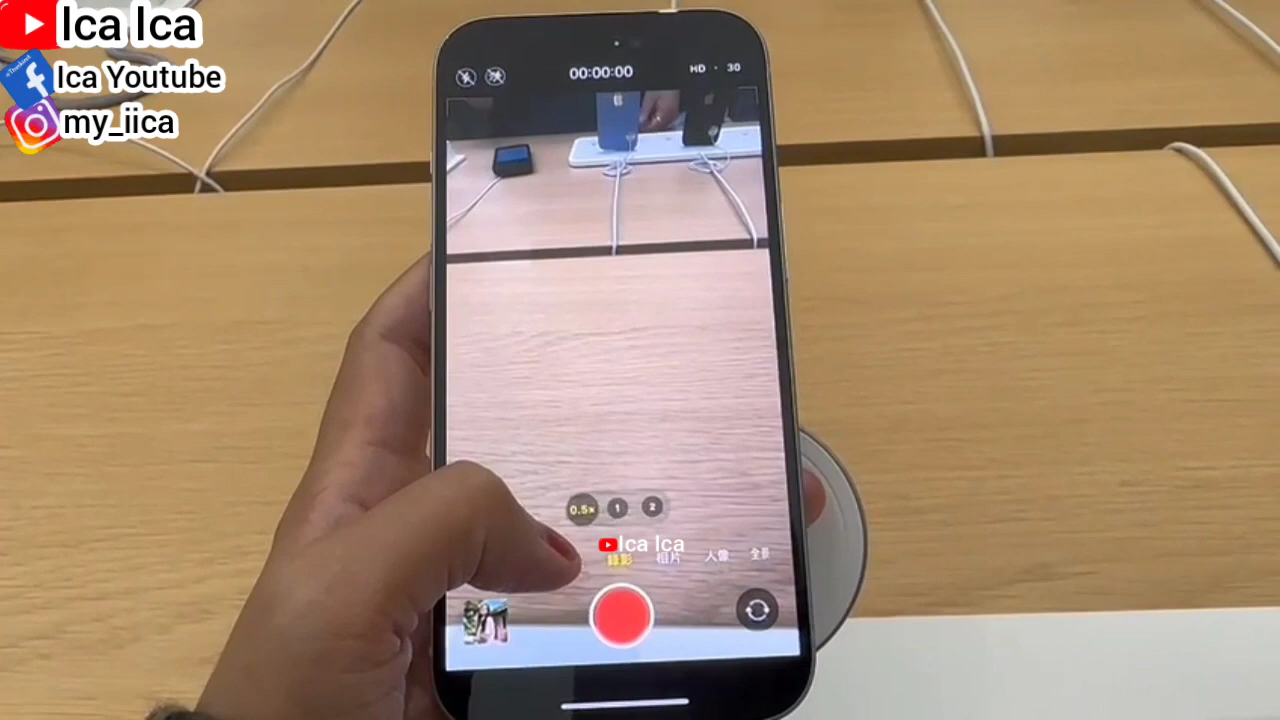 Ica Ica
Ica Youtube
my_iica
00:00:00
HD · 30
0.5x 1 2
Ica Ica
錄影 相片 人像 全景